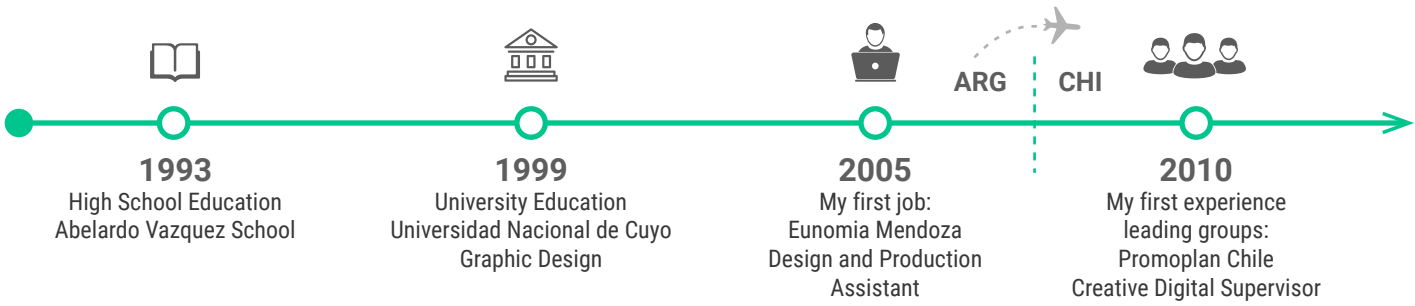 ARG
CHI
1993
High School Education
Abelardo Vazquez School
1999
University Education
Universidad Nacional de Cuyo
Graphic Design
2005
My first job:
Eunomia Mendoza
Design and Production
Assistant
2010
My first experience
leading groups:
Promoplan Chile
Creative Digital Supervisor